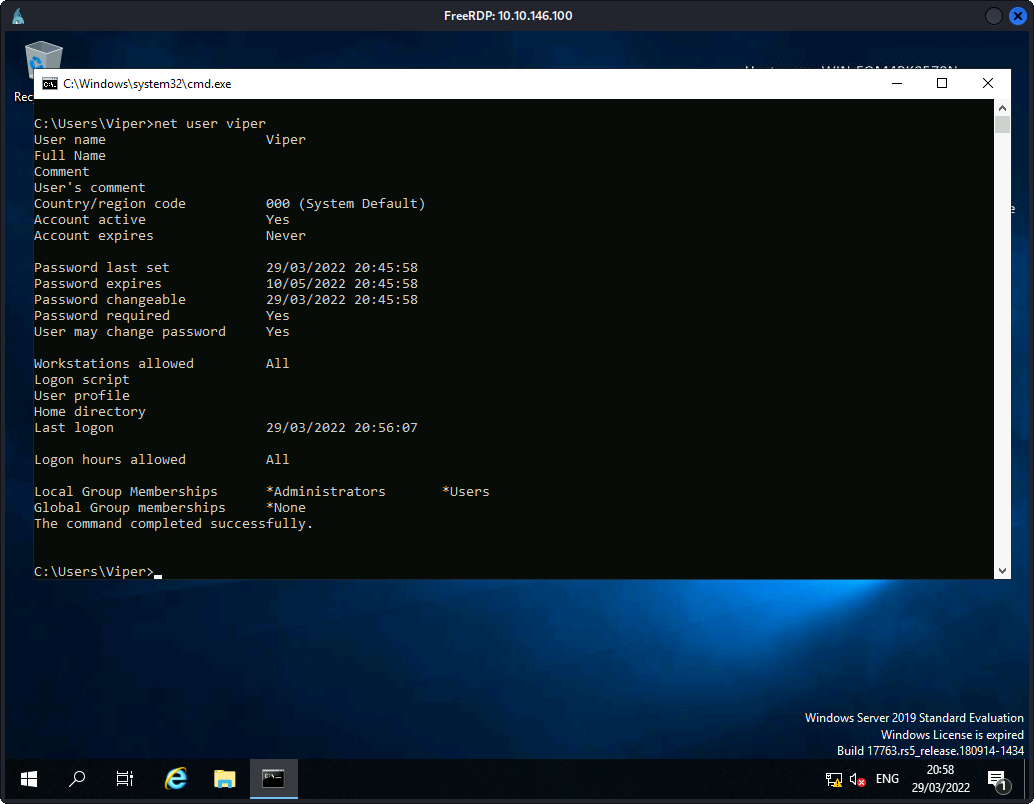 FreeRDP: 10.10.146.100
C:\Windows\system32\cmd.exe
C:\Users\Viper>net user viper
User name Viper
Full Name
Comment
User's comment
Country/region code 000 (System Default)
Account active Yes
Account expires Never
Password last set 29/03/2022 20:45:58
Password expires 10/05/2022 20:45:58
Password changeable 29/03/2022 20:45:58
Password required Yes
User may change password Yes
Workstations allowed All
Logon script
User profile
Home directory
Last logon 29/03/2022 20:56:07
Logon hours allowed All
Local Group Memberships *Administrators *Users
Global Group memberships *None
The command completed successfully.
C:\Users\Viper>
Windows Server 2019 Standard Evaluation
Windows License is expired
Build 17763.rs5_release.180914-1434
ENG
20:58
29/03/2022
1